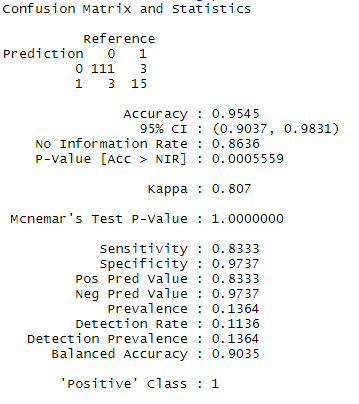 Confusion Matrix and Statistics
Reference
Prediction 0 1
0 111 3
1 3 15
Accuracy : 0.9545
95% CI : (0.9037, 0.9831)
No Information Rate : 0.8636
P-Value [Acc > NIR] : 0.0005559
Kappa : 0.807
Mcnemar's Test P-Value : 1.0000000
Sensitivity : 0.8333
Specificity : 0.9737
Pos Pred Value : 0.8333
Neg Pred Value : 0.9737
Prevalence : 0.1364
Detection Rate : 0.1136
Detection Prevalence : 0.1364
Balanced Accuracy : 0.9035
'Positive' Class : 1